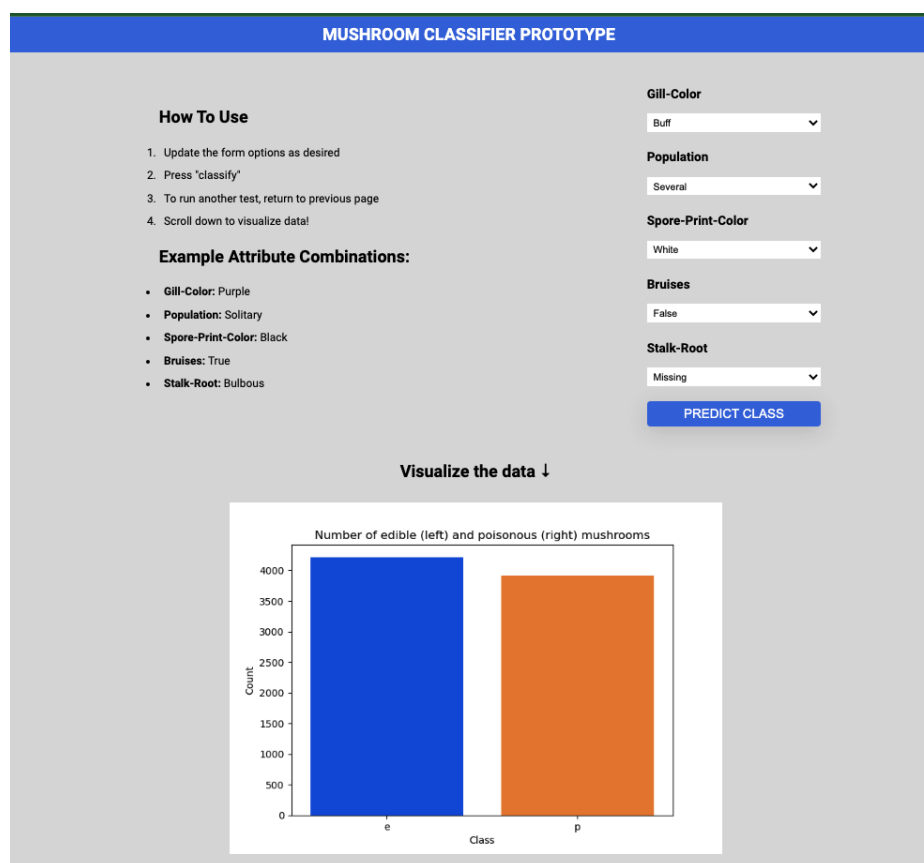 MUSHROOM CLASSIFIER PROTOTYPE
How To Use
1. Update the form options as desired
2. Press "classify"
3. To run another test, return to previous page
4. Scroll down to visualize data!
Example Attribute Combinations:
• Gill-Color: Purple
• Population: Solitary
• Spore-Print-Color: Black
• Bruises: True
• Stalk-Root: Bulbous
Gill-Color
Buff
Population
Several
Spore-Print-Color
White
Bruises
False
Stalk-Root
Missing
PREDICT CLASS
Visualize the data ↓
Number of edible (left) and poisonous (right) mushrooms
4000
3500
3000
2500
2000
1500
1000
500
0
Count
e
p
Class